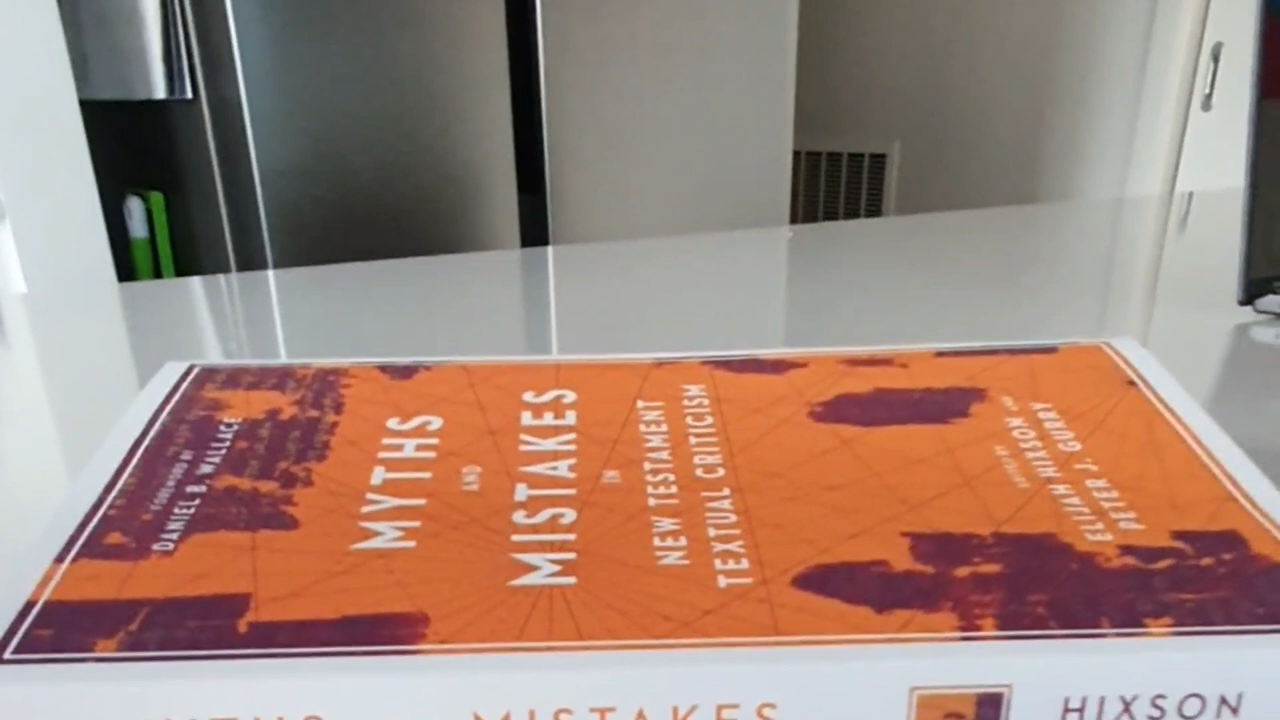 FOREWORD BY
DANIEL B. WALLACE
MYTHS
AND
MISTAKES
IN
NEW TESTAMENT
TEXTUAL CRITICISM
EDITED BY
ELIJAH HIXSON AND
PETER J. GURRY
MISTAKES
HIXSON